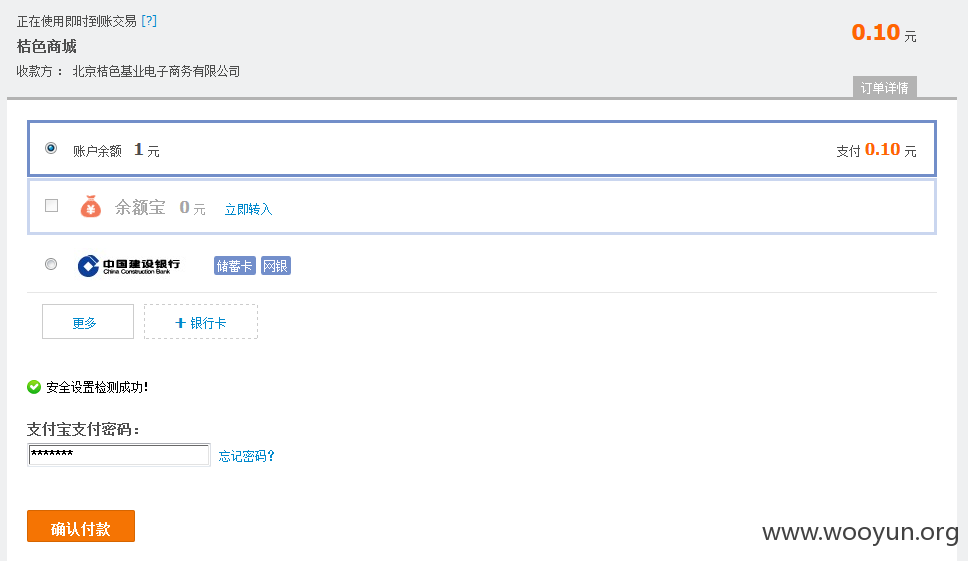 正在使用即时到账交易 [?]
桔色商城
0.10 元
收款方： 北京桔色基业电子商务有限公司
订单详情
账户余额 1 元 支付 0.10 元
余额宝 0 元 立即转入
中国建设银行
China Construction Bank
储蓄卡 网银
更多 + 银行卡
安全设置检测成功!
支付宝支付密码：
******* 忘记密码?
确认付款
www.wooyun.org